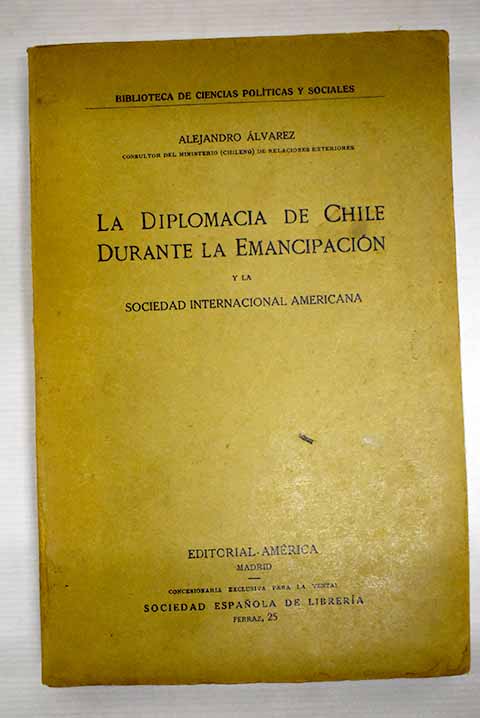 BIBLIOTECA DE CIENCIAS POLÍTICAS Y SOCIALES
ALEJANDRO ÁLVAREZ
CONSULTOR DEL MINISTERIO (CHILENO) DE RELACIONES EXTERIORES
LA DIPLOMACIA DE CHILE
DURANTE LA EMANCIPACIÓN
Y LA
SOCIEDAD INTERNACIONAL AMERICANA
EDITORIAL-AMÉRICA
MADRID
CONCESIONARIA EXCLUSIVA PARA LA VENTA:
SOCIEDAD ESPAÑOLA DE LIBRERÍA
FERRAZ, 25